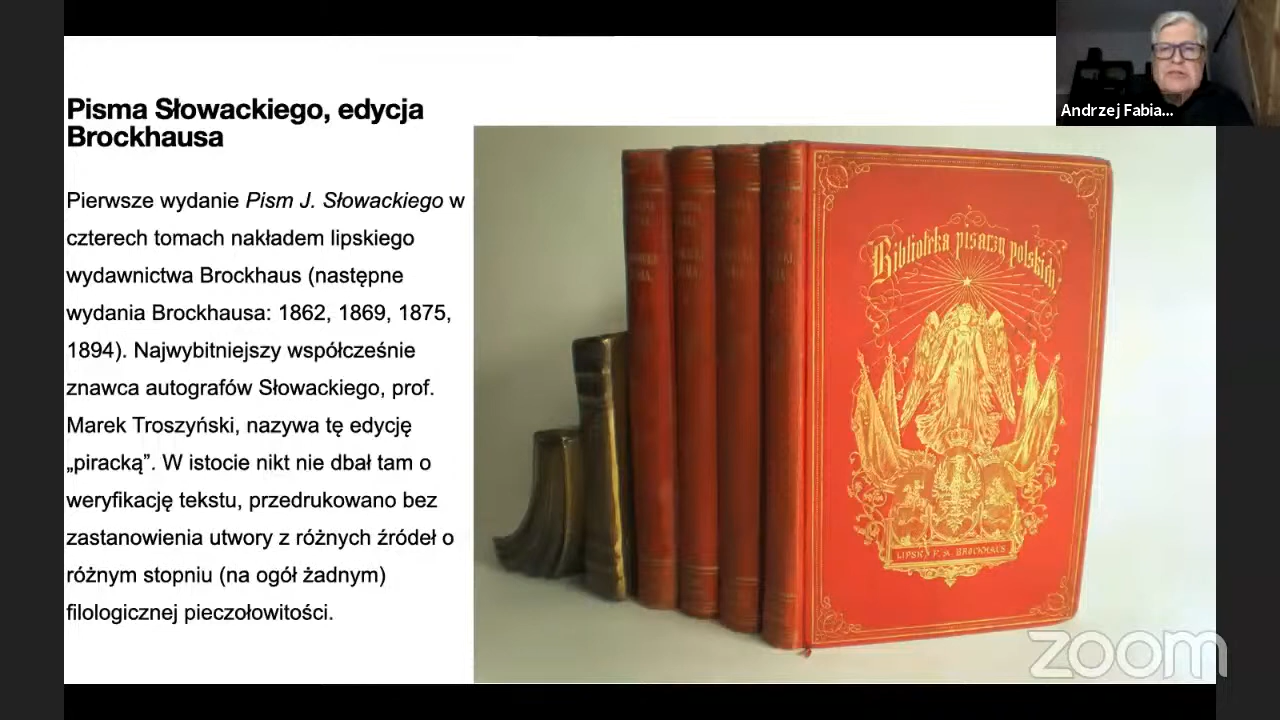 Pisma Słowackiego, edycja
Brockhausa
Pierwsze wydanie Pism J. Słowackiego w
czterech tomach nakładem lipskiego
wydawnictwa Brockhaus (następne
wydania Brockhausa: 1862, 1869, 1875,
1894). Najwybitniejszy współcześnie
znawca autografów Słowackiego, prof.
Marek Troszyński, nazywa tę edycję
„piracką”. W istocie nikt nie dbał tam o
weryfikację tekstu, przedrukowano bez
zastanowienia utwory z różnych źródeł o
różnym stopniu (na ogół żadnym)
filologicznej pieczołowitości.
Biblioteka pisarzy polskich.
LIPSK F. A. BROCKHAUS
Andrzej Fabia...
zoom